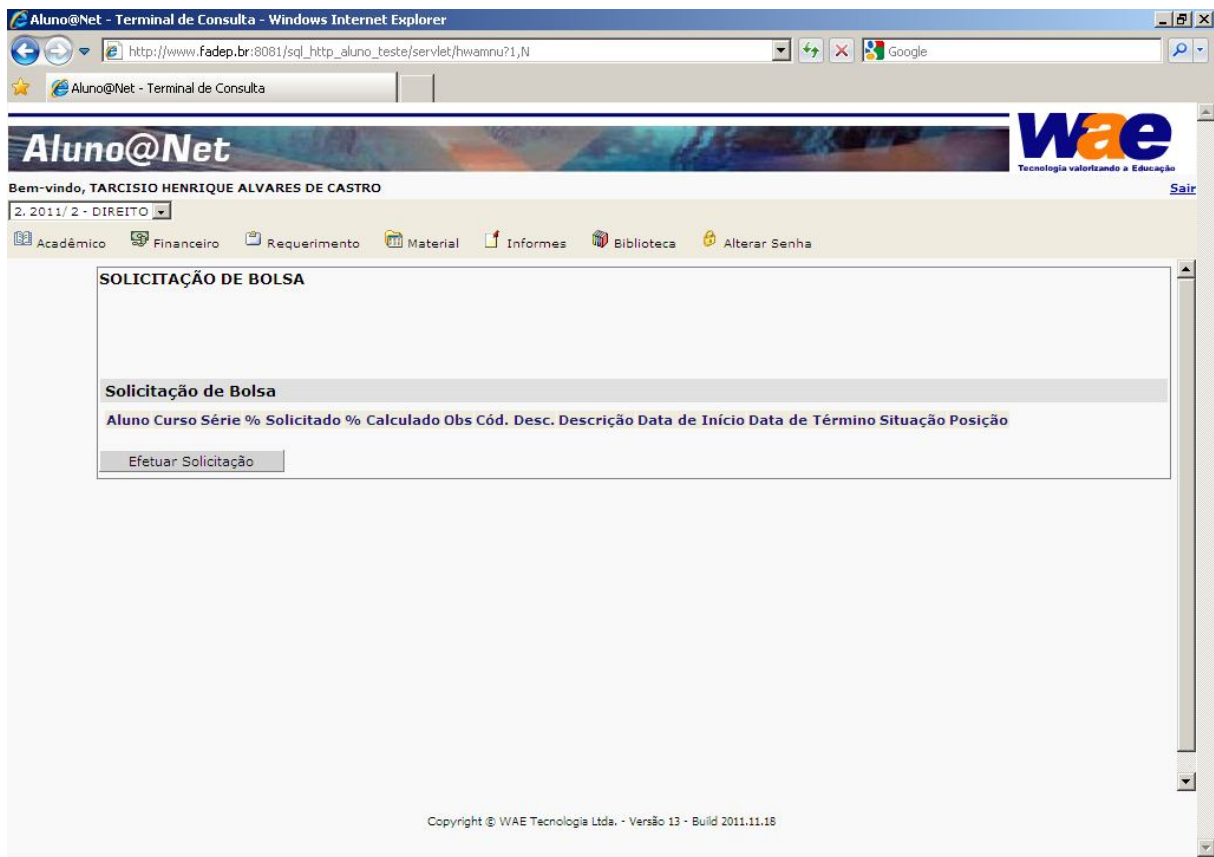 Aluno@Net - Terminal de Consulta - Windows Internet Explorer
http://www.fadep.br:8081/sql_http_aluno_teste/servlet/hwamnu?1,N
Google
Aluno@Net - Terminal de Consulta
Aluno@Net
wae
Tecnologia valorizando a Educação
Bem-vindo, TARCISIO HENRIQUE ALVARES DE CASTRO
Sair
2. 2011/ 2 - DIREITO
Acadêmico Financeiro Requerimento Material Informes Biblioteca Alterar Senha
SOLICITAÇÃO DE BOLSA
Solicitação de Bolsa
Aluno Curso Série % Solicitado % Calculado Obs Cód. Desc. Descrição Data de Início Data de Término Situação Posição
Efetuar Solicitação
Copyright © WAE Tecnologia Ltda. - Versão 13 - Build 2011.11.18